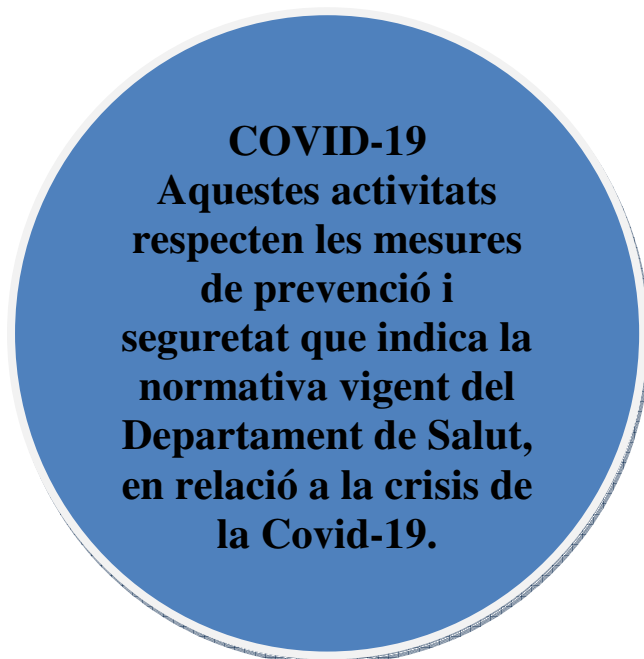 COVID-19
Aquestes activitats
respecten les mesures
de prevenció i
seguretat que indica la
normativa vigent del
Departament de Salut,
en relació a la crisis de
la Covid-19.